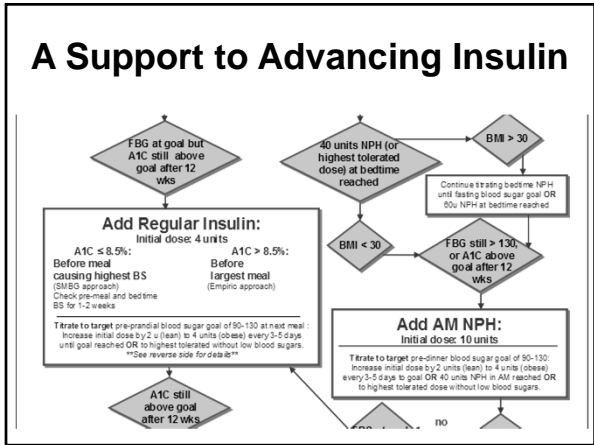 A Support to Advancing Insulin
FBG at goal but
A1C still above
goal after 12
wks
40 units NPH (or
highest tolerated
dose) at bedtime
reached
BMI > 30
Continue titrating bedtime NPH
until fasting blood sugar goal OR
60u NPH at bedtime reached
BMI < 30
FBG still > 130,
or A1C above
goal after 12
wks
Add Regular Insulin:
Initial dose: 4 units
A1C ≤ 8.5%:
Before meal
causing highest BS
(SMBG approach)
Check pre-meal and bedtime
BS for 1-2 weeks
A1C > 8.5%:
Before
largest meal
(Empiric approach)
Titrate to target pre-prandial blood sugar goal of 90-130 at next meal :
Increase initial dose by 2 u (lean) to 4 units (obese) every 3-5 days
until goal reached OR to highest tolerated without low blood sugars.
**See reverse side for details**
Add AM NPH:
Initial dose: 10 units
Titrate to target pre-dinner blood sugar goal of 90-130:
Increase initial dose by 2 units (lean) to 4 units (obese)
every 3-5 days to goal OR 40 units NPH in AM reached OR
to highest tolerated dose without low blood sugars.
A1C still
above goal
after 12 wks
no